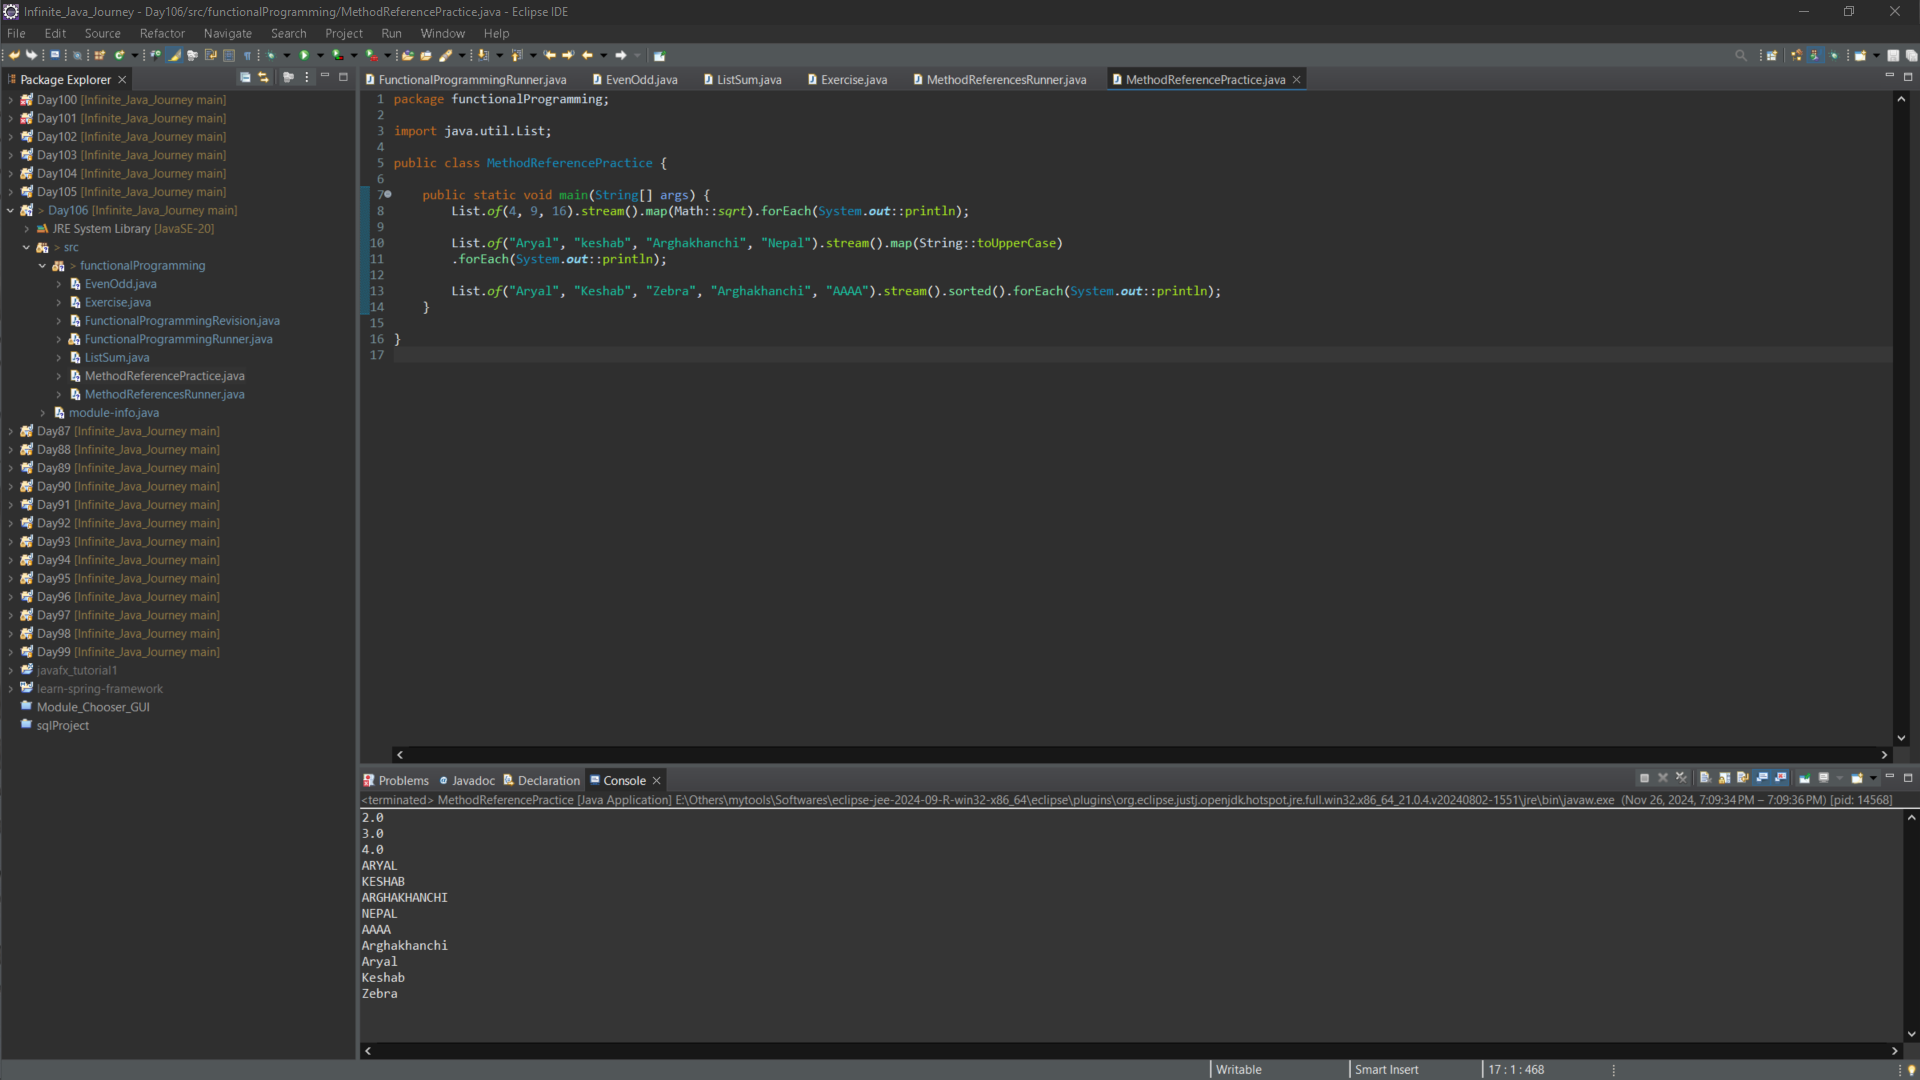 Infinite_Java_Journey - Day106/src/functionalProgramming/MethodReferencePractice.java - Eclipse IDE
File Edit Source Refactor Navigate Search Project Run Window Help
Package Explorer
Day100 [Infinite_Java_Journey main]
Day101 [Infinite_Java_Journey main]
Day102 [Infinite_Java_Journey main]
Day103 [Infinite_Java_Journey main]
Day104 [Infinite_Java_Journey main]
Day105 [Infinite_Java_Journey main]
> Day106 [Infinite_Java_Journey main]
JRE System Library [JavaSE-20]
> src
> functionalProgramming
EvenOdd.java
Exercise.java
FunctionalProgrammingRevision.java
FunctionalProgrammingRunner.java
ListSum.java
MethodReferencePractice.java
MethodReferencesRunner.java
module-info.java
Day87 [Infinite_Java_Journey main]
Day88 [Infinite_Java_Journey main]
Day89 [Infinite_Java_Journey main]
Day90 [Infinite_Java_Journey main]
Day91 [Infinite_Java_Journey main]
Day92 [Infinite_Java_Journey main]
Day93 [Infinite_Java_Journey main]
Day94 [Infinite_Java_Journey main]
Day95 [Infinite_Java_Journey main]
Day96 [Infinite_Java_Journey main]
Day97 [Infinite_Java_Journey main]
Day98 [Infinite_Java_Journey main]
Day99 [Infinite_Java_Journey main]
javafx_tutorial1
learn-spring-framework
Module_Chooser_GUI
sqlProject
FunctionalProgrammingRunner.java EvenOdd.java ListSum.java Exercise.java MethodReferencesRunner.java MethodReferencePractice.java
1 package functionalProgramming;
2
3 import java.util.List;
4
5 public class MethodReferencePractice {
6
7 public static void main(String[] args) {
8 List.of(4, 9, 16).stream().map(Math::sqrt).forEach(System.out::println);
9
10 List.of("Aryal", "keshab", "Arghakhanchi", "Nepal").stream().map(String::toUpperCase)
11 .forEach(System.out::println);
12
13 List.of("Aryal", "Keshab", "Zebra", "Arghakhanchi", "AAAA").stream().sorted().forEach(System.out::println);
14 }
15
16 }
17
Problems Javadoc Declaration Console
<terminated> MethodReferencePractice [Java Application] E:\Others\mytools\Softwares\eclipse-jee-2024-09-R-win32-x86_64\eclipse\plugins\org.eclipse.justj.openjdk.hotspot.jre.full.win32.x86_64_21.0.4.v20240802-1551\jre\bin\javaw.exe (Nov 26, 2024, 7:09:34 PM – 7:09:36 PM) [pid: 14568]
2.0
3.0
4.0
ARYAL
KESHAB
ARGHAKHANCHI
NEPAL
AAAA
Arghakhanchi
Aryal
Keshab
Zebra
Writable Smart Insert 17 : 1 : 468